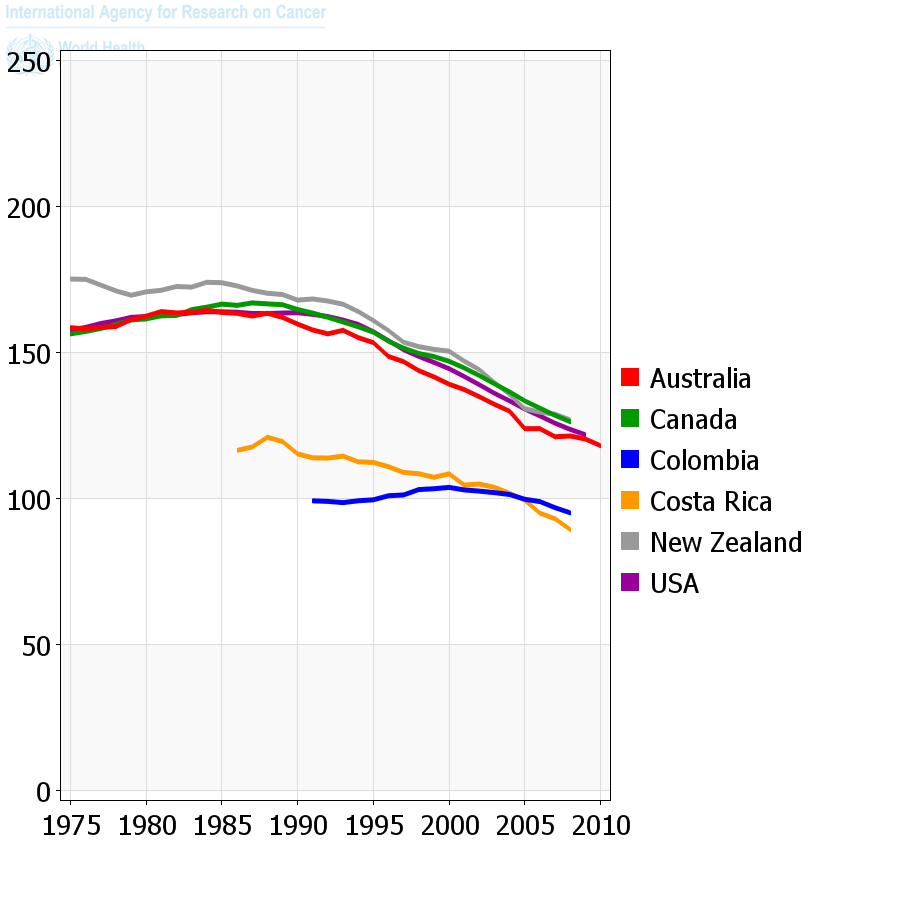 International Agency for Research on Cancer
World Health
250
200
150
100
50
0
1975 1980 1985 1990 1995 2000 2005 2010
Australia
Canada
Colombia
Costa Rica
New Zealand
USA